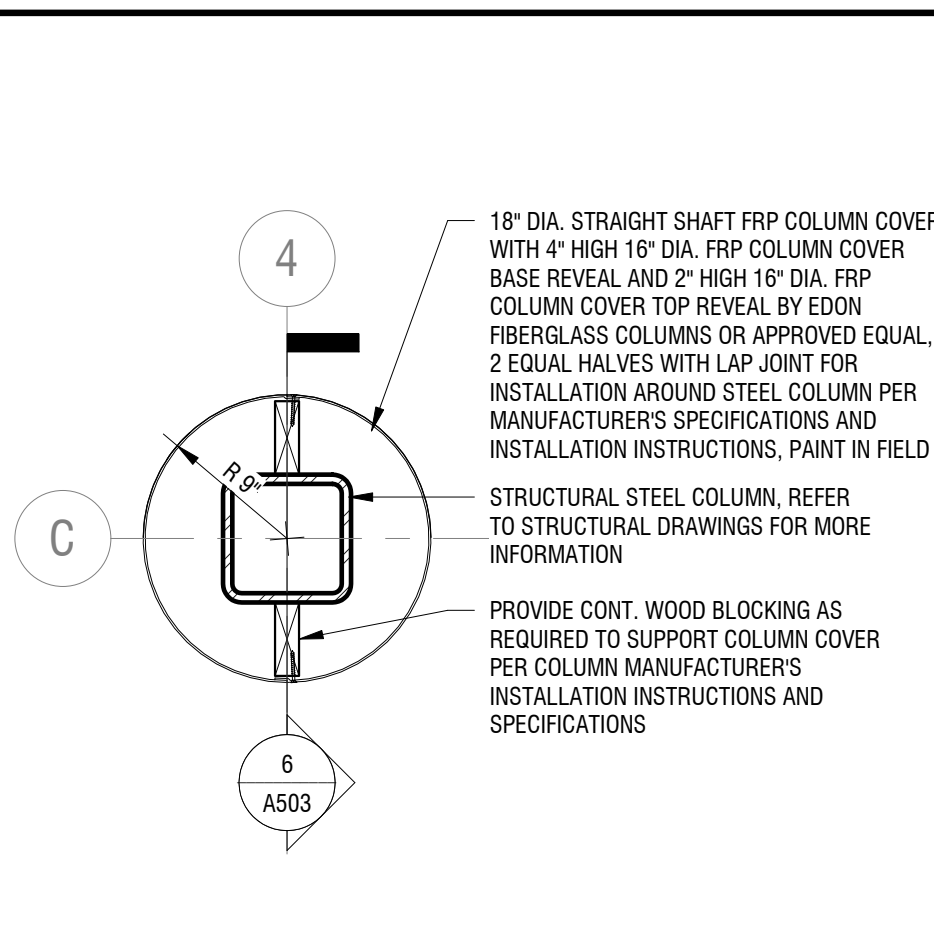 4
18" DIA. STRAIGHT SHAFT FRP COLUMN COVER
WITH 4" HIGH 16" DIA. FRP COLUMN COVER
BASE REVEAL AND 2" HIGH 16" DIA. FRP
COLUMN COVER TOP REVEAL BY EDON
FIBERGLASS COLUMNS OR APPROVED EQUAL,
2 EQUAL HALVES WITH LAP JOINT FOR
INSTALLATION AROUND STEEL COLUMN PER
MANUFACTURER'S SPECIFICATIONS AND
INSTALLATION INSTRUCTIONS, PAINT IN FIELD
R 9"
C
STRUCTURAL STEEL COLUMN, REFER
TO STRUCTURAL DRAWINGS FOR MORE
INFORMATION
PROVIDE CONT. WOOD BLOCKING AS
REQUIRED TO SUPPORT COLUMN COVER
PER COLUMN MANUFACTURER'S
INSTALLATION INSTRUCTIONS AND
SPECIFICATIONS
6
A503